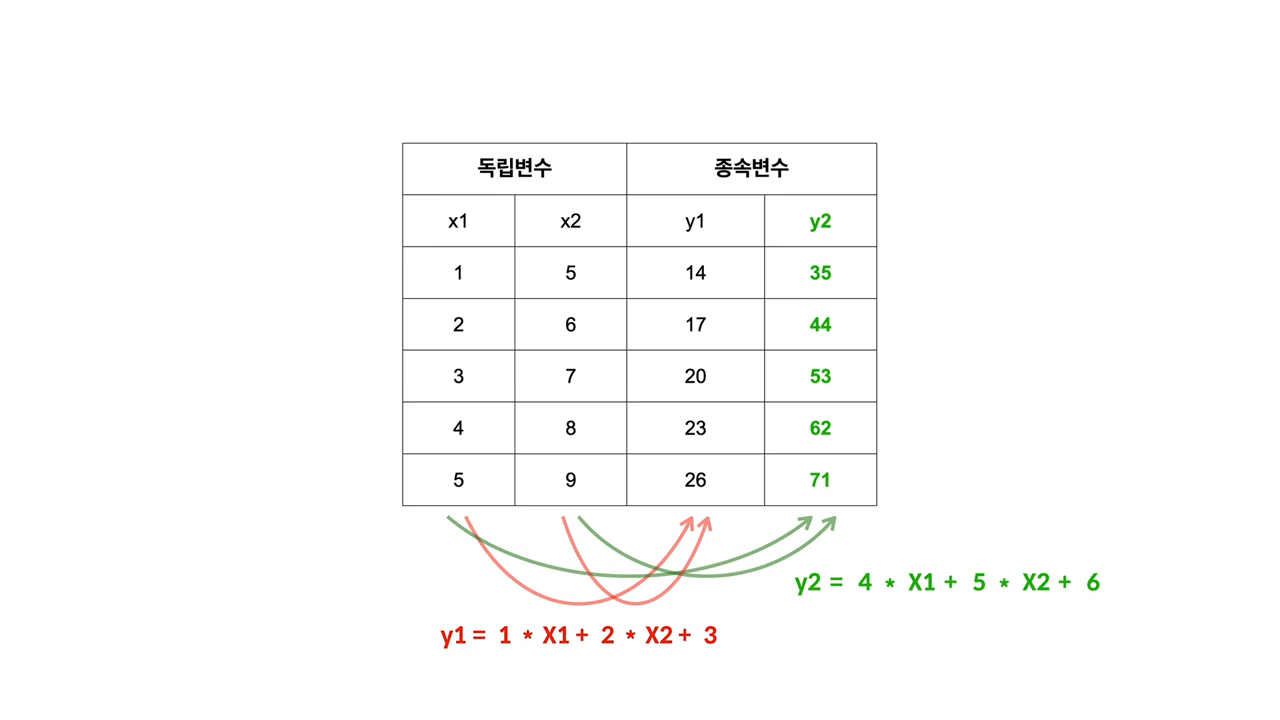 독립변수 종속변수
x1 x2 y1 y2
1 5 14 35
2 6 17 44
3 7 20 53
4 8 23 62
5 9 26 71
y2 = 4 * X1 + 5 * X2 + 6
y1 = 1 * X1 + 2 * X2 + 3